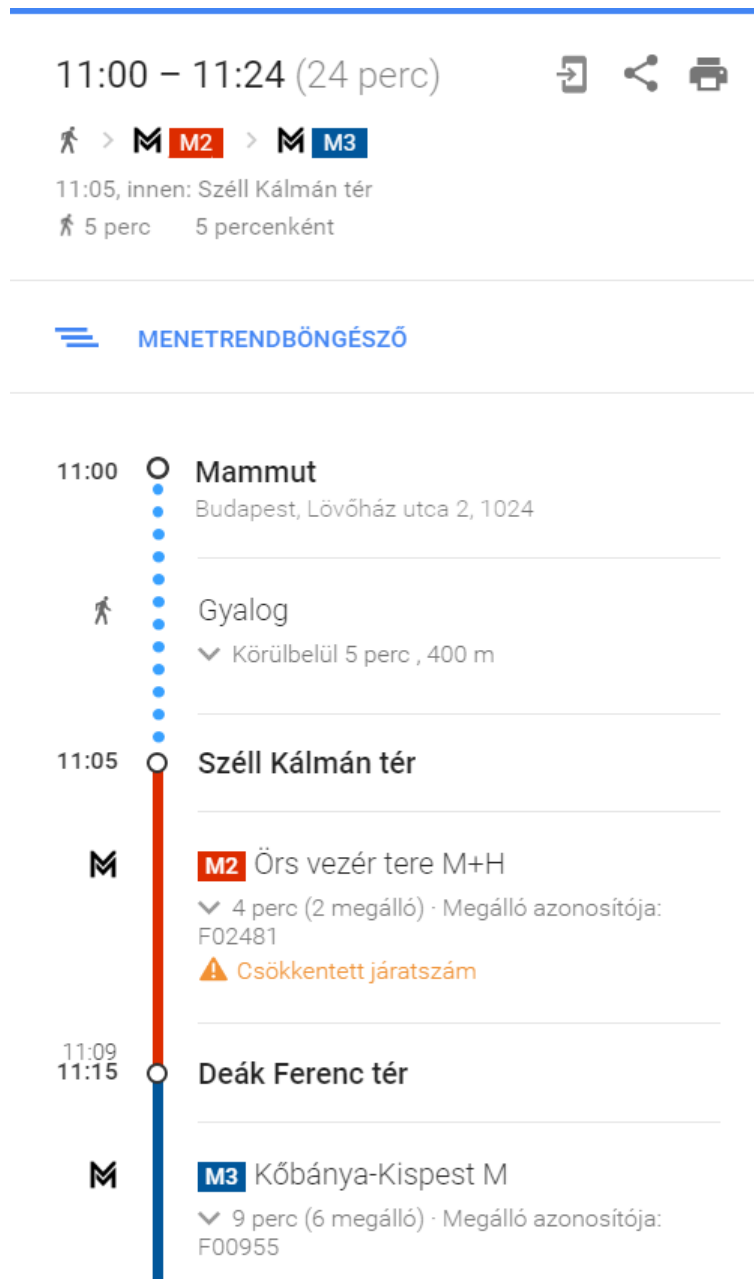 11:00 – 11:24 (24 perc)
M2 M3
11:05, innen: Széll Kálmán tér
5 perc 5 percenként
MENETRENDBÖNGÉSZŐ
11:00 Mammut
Budapest, Lövőház utca 2, 1024
Gyalog
Körülbelül 5 perc , 400 m
11:05 Széll Kálmán tér
M2 Örs vezér tere M+H
4 perc (2 megálló) · Megálló azonosítója:
F02481
Csökkentett járatszám
11:09
11:15 Deák Ferenc tér
M3 Kőbánya-Kispest M
9 perc (6 megálló) · Megálló azonosítója:
F00955